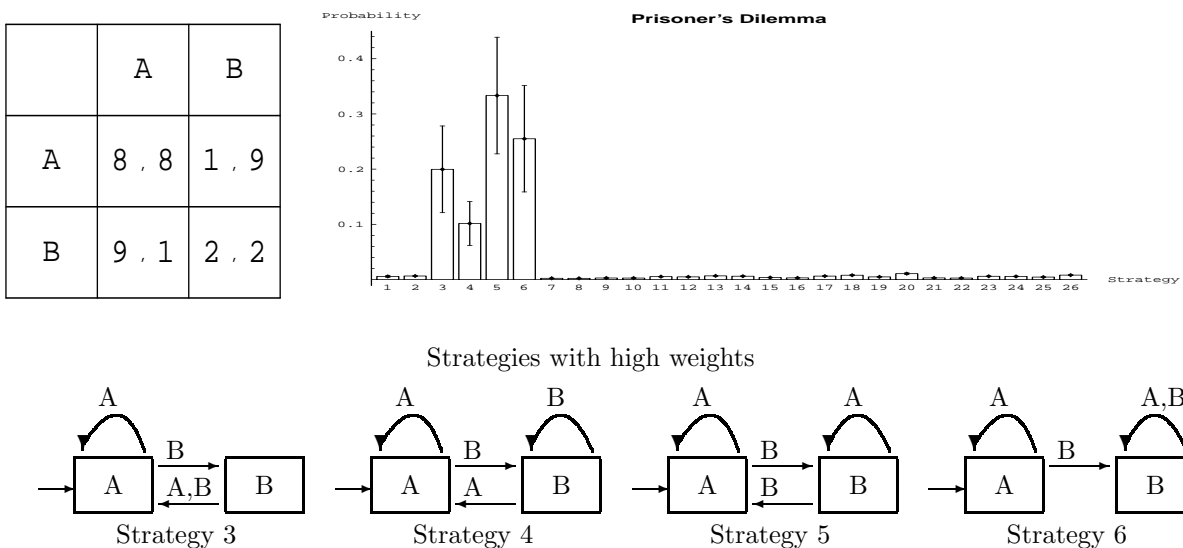 A B
A 8 , 8 1 , 9
B 9 , 1 2 , 2
Probability
Prisoner's Dilemma
0.4
0.3
0.2
0.1
1 2 3 4 5 6 7 8 9 10 11 12 13 14 15 16 17 18 19 20 21 22 23 24 25 26
Strategy
Strategies with high weights
A A B A A A A,B
B B B B
A B A B A B A B
A,B A B
Strategy 3 Strategy 4 Strategy 5 Strategy 6